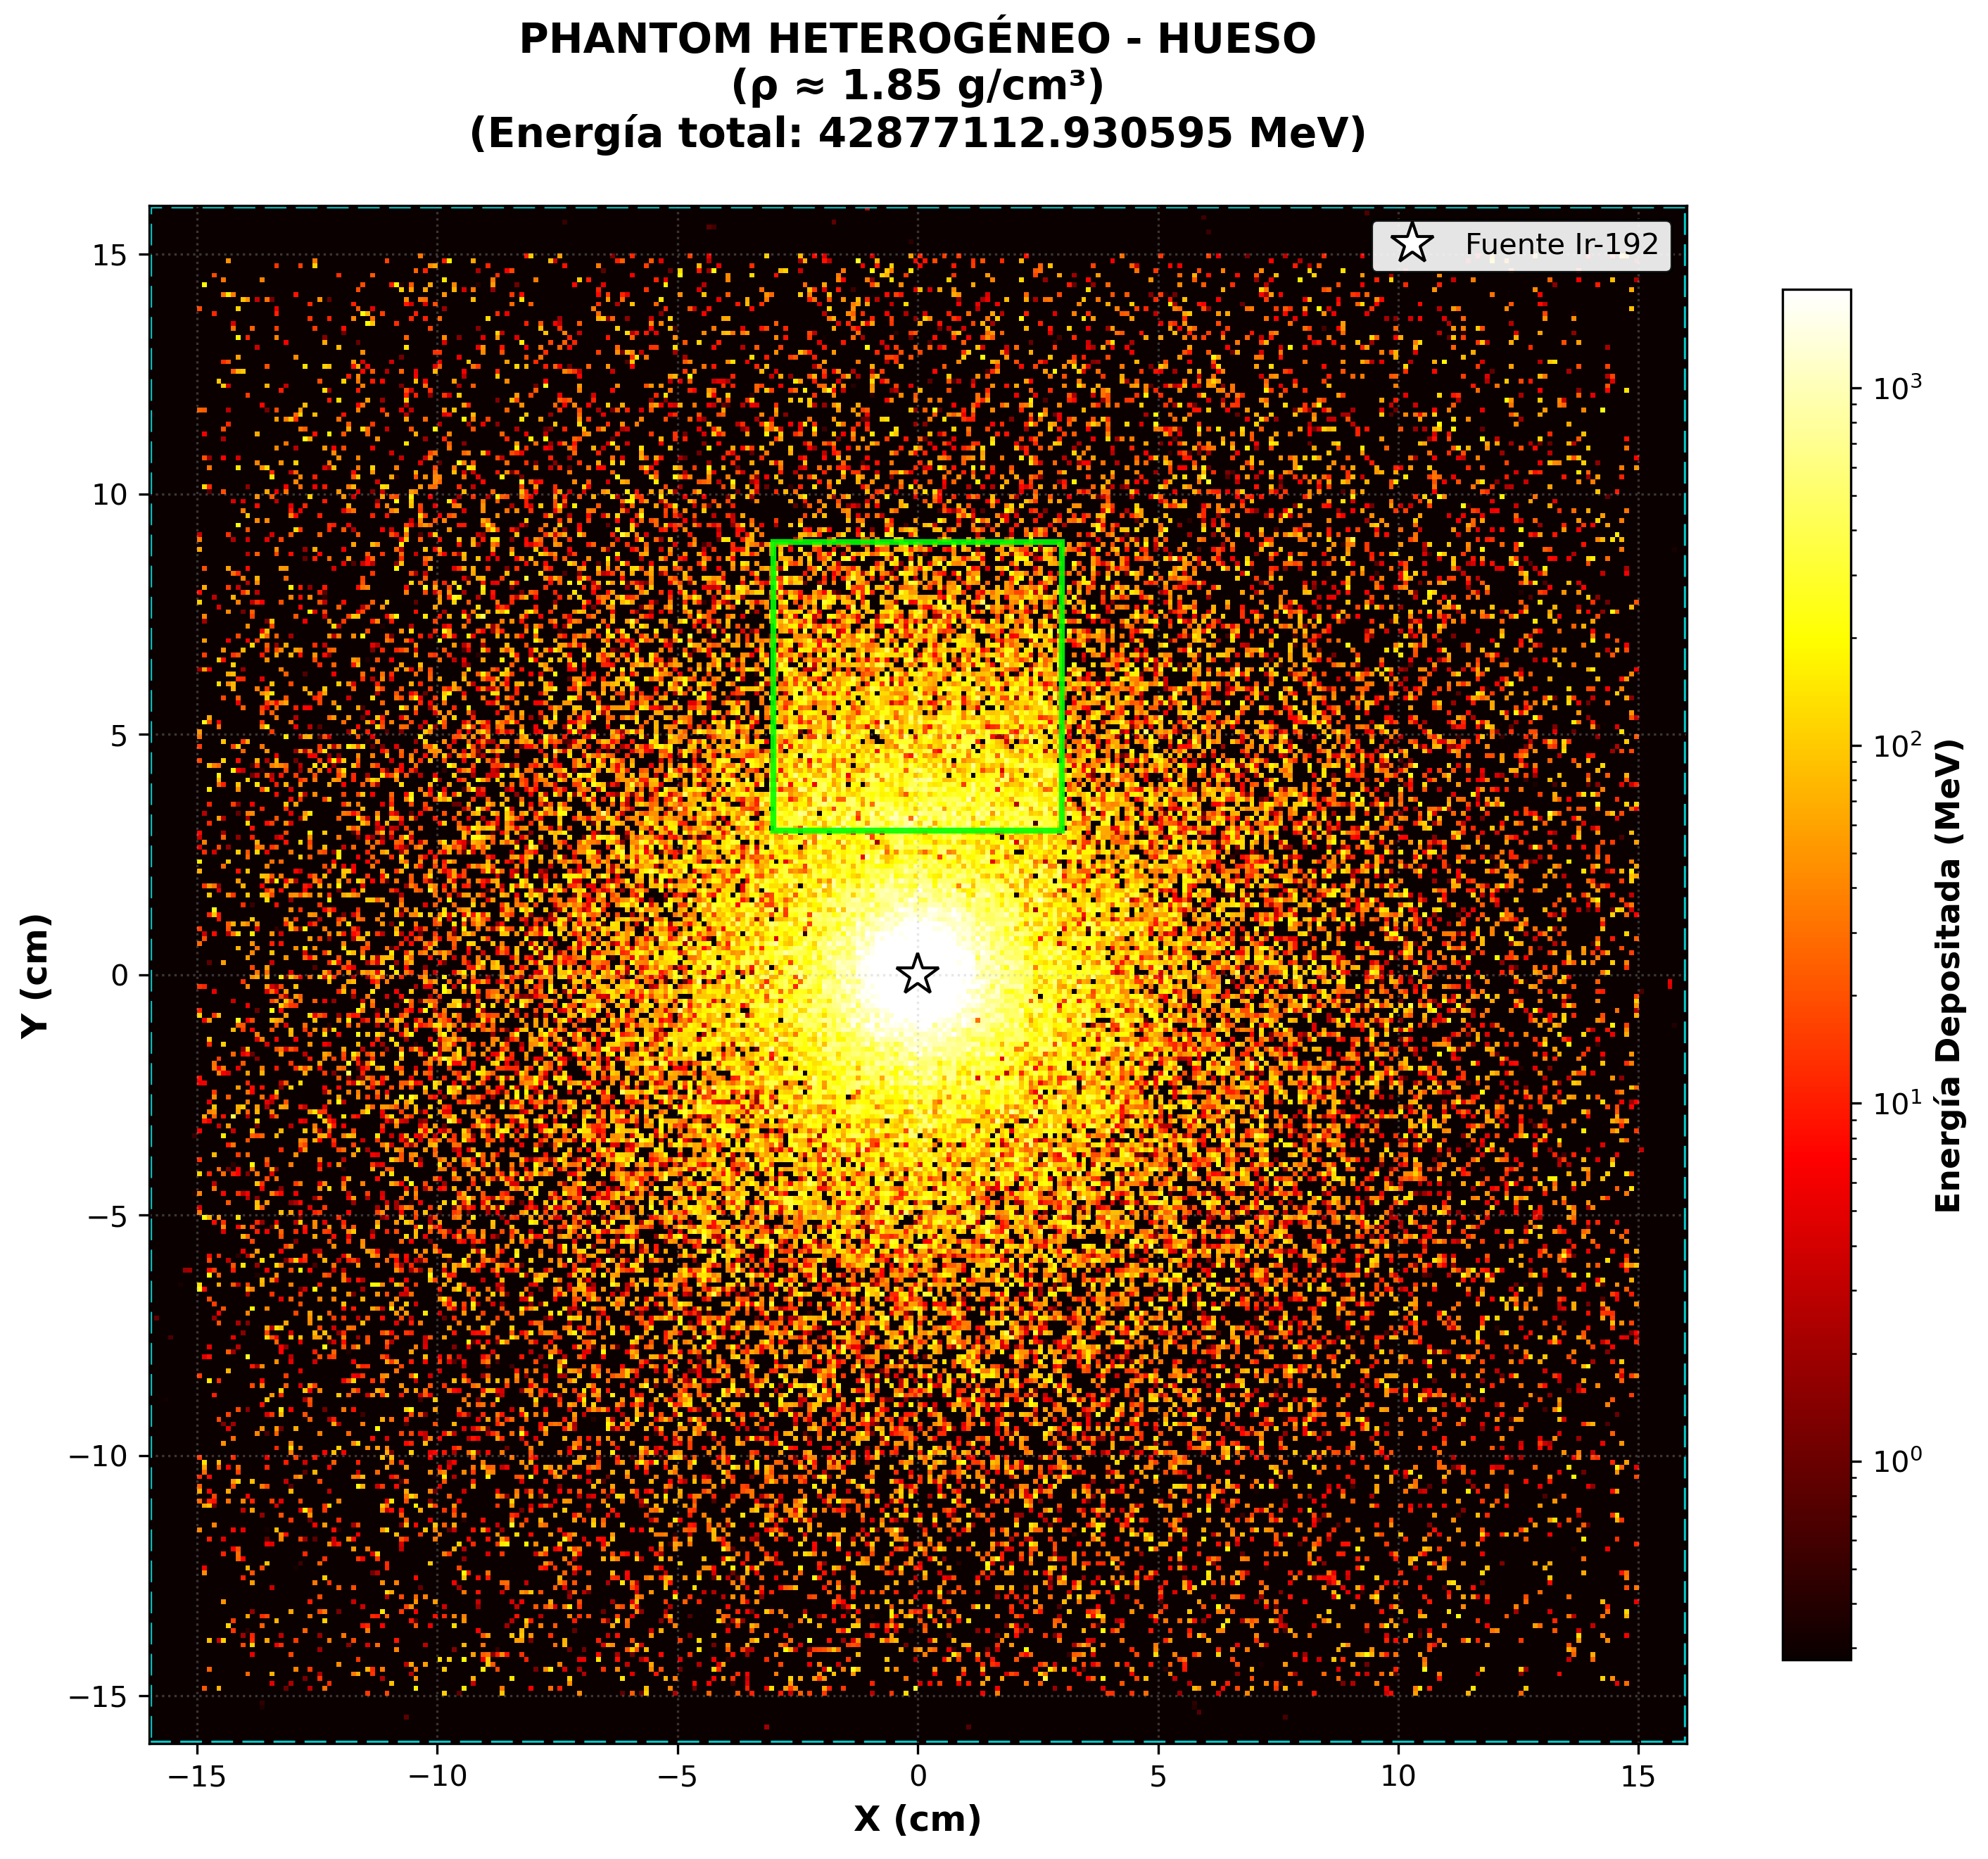 PHANTOM HETEROGÉNEO - HUESO
(ρ ≈ 1.85 g/cm³)
(Energía total: 42877112.930595 MeV)
Fuente Ir-192
15
10
5
0
−5
−10
−15
Y (cm)
−15
−10
−5
0
5
10
15
X (cm)
10³
10²
10¹
10⁰
Energía Depositada (MeV)